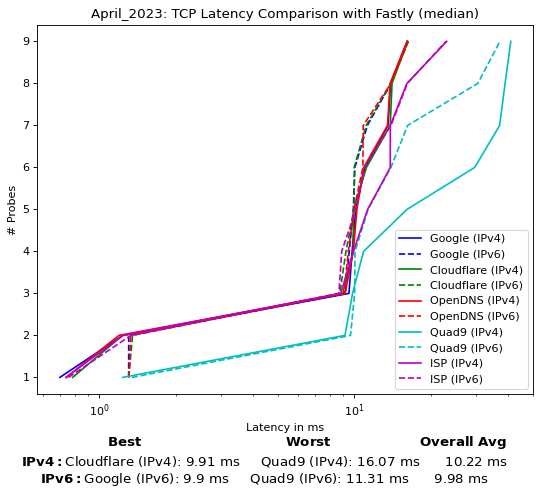 April_2023: TCP Latency Comparison with Fastly (median)
9
8
7
6
5
4
3
2
1
# Probes
Google (IPv4)
Google (IPv6)
Cloudflare (IPv4)
Cloudflare (IPv6)
OpenDNS (IPv4)
OpenDNS (IPv6)
Quad9 (IPv4)
Quad9 (IPv6)
ISP (IPv4)
ISP (IPv6)
10⁰ 10¹
Latency in ms
Best Worst Overall Avg
IPv4: Cloudflare (IPv4): 9.91 ms Quad9 (IPv4): 16.07 ms 10.22 ms
IPv6: Google (IPv6): 9.9 ms Quad9 (IPv6): 11.31 ms 9.98 ms